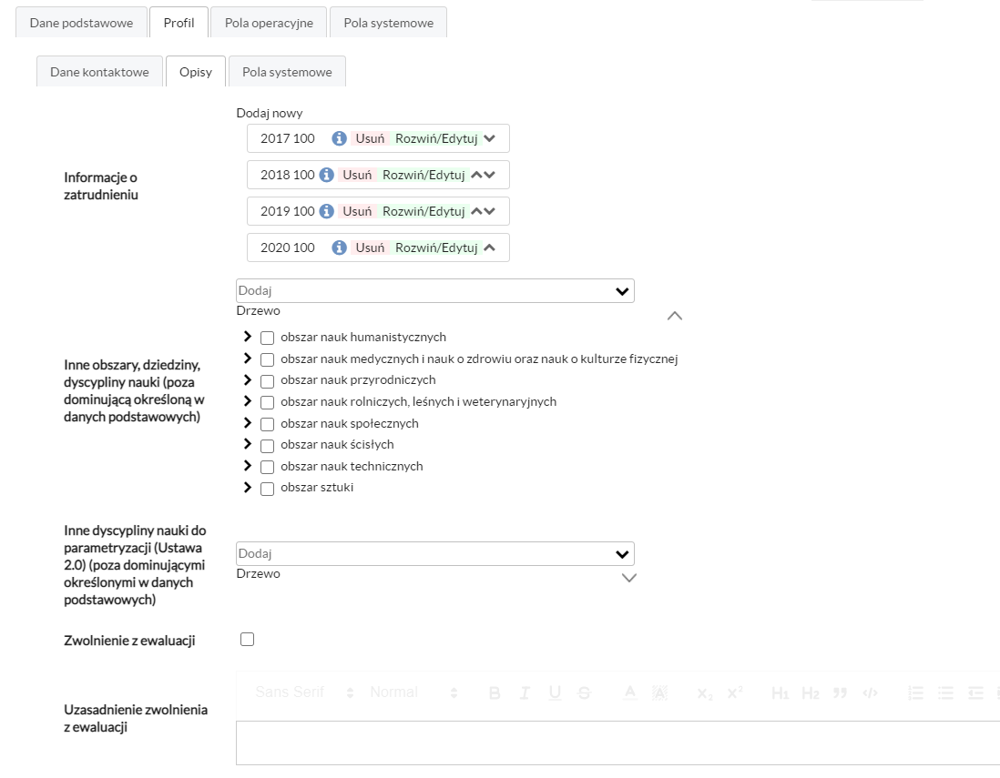 Dane podstawowe Profil Pola operacyjne Pola systemowe
Dane kontaktowe Opisy Pola systemowe
Informacje o
zatrudnieniu
Dodaj nowy
2017 100 Usuń Rozwiń/Edytuj
2018 100 Usuń Rozwiń/Edytuj
2019 100 Usuń Rozwiń/Edytuj
2020 100 Usuń Rozwiń/Edytuj
Inne obszary, dziedziny,
dyscypliny nauki (poza
dominującą określoną w
danych podstawowych)
Dodaj
Drzewo
obszar nauk humanistycznych
obszar nauk medycznych i nauk o zdrowiu oraz nauk o kulturze fizycznej
obszar nauk przyrodniczych
obszar nauk rolniczych, leśnych i weterynaryjnych
obszar nauk społecznych
obszar nauk ścisłych
obszar nauk technicznych
obszar sztuki
Inne dyscypliny nauki do
parametryzacji (Ustawa
2.0) (poza dominującymi
określonymi w danych
podstawowych)
Dodaj
Drzewo
Zwolnienie z ewaluacji
Uzasadnienie zwolnienia
z ewaluacji
Sans Serif Normal B I U S A A X₂ X² H1 H2 ” </>